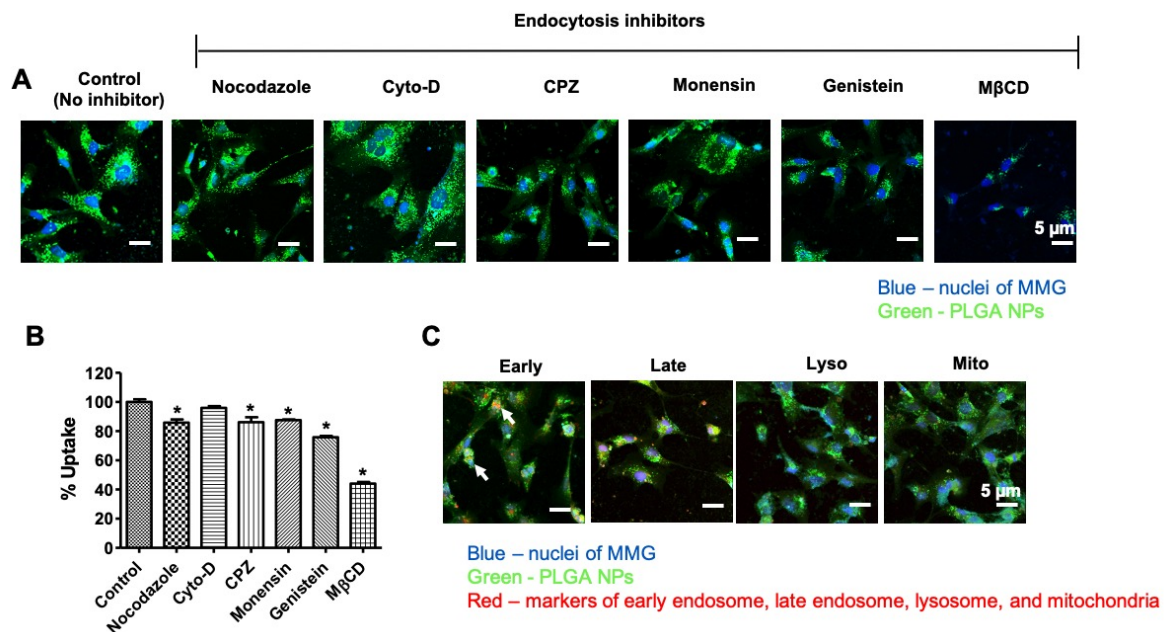 Endocytosis inhibitors
A
Control
(No inhibitor)
Nocodazole
Cyto-D
CPZ
Monensin
Genistein
MβCD
5 µm
Blue – nuclei of MMG
Green - PLGA NPs
B
% Uptake
120
100
80
60
40
20
0
* * * * *
Control
Nocodazole
Cyto-D
CPZ
Monensin
Genistein
MβCD
C
Early
Late
Lyso
Mito
5 µm
Blue – nuclei of MMG
Green - PLGA NPs
Red – markers of early endosome, late endosome, lysosome, and mitochondria